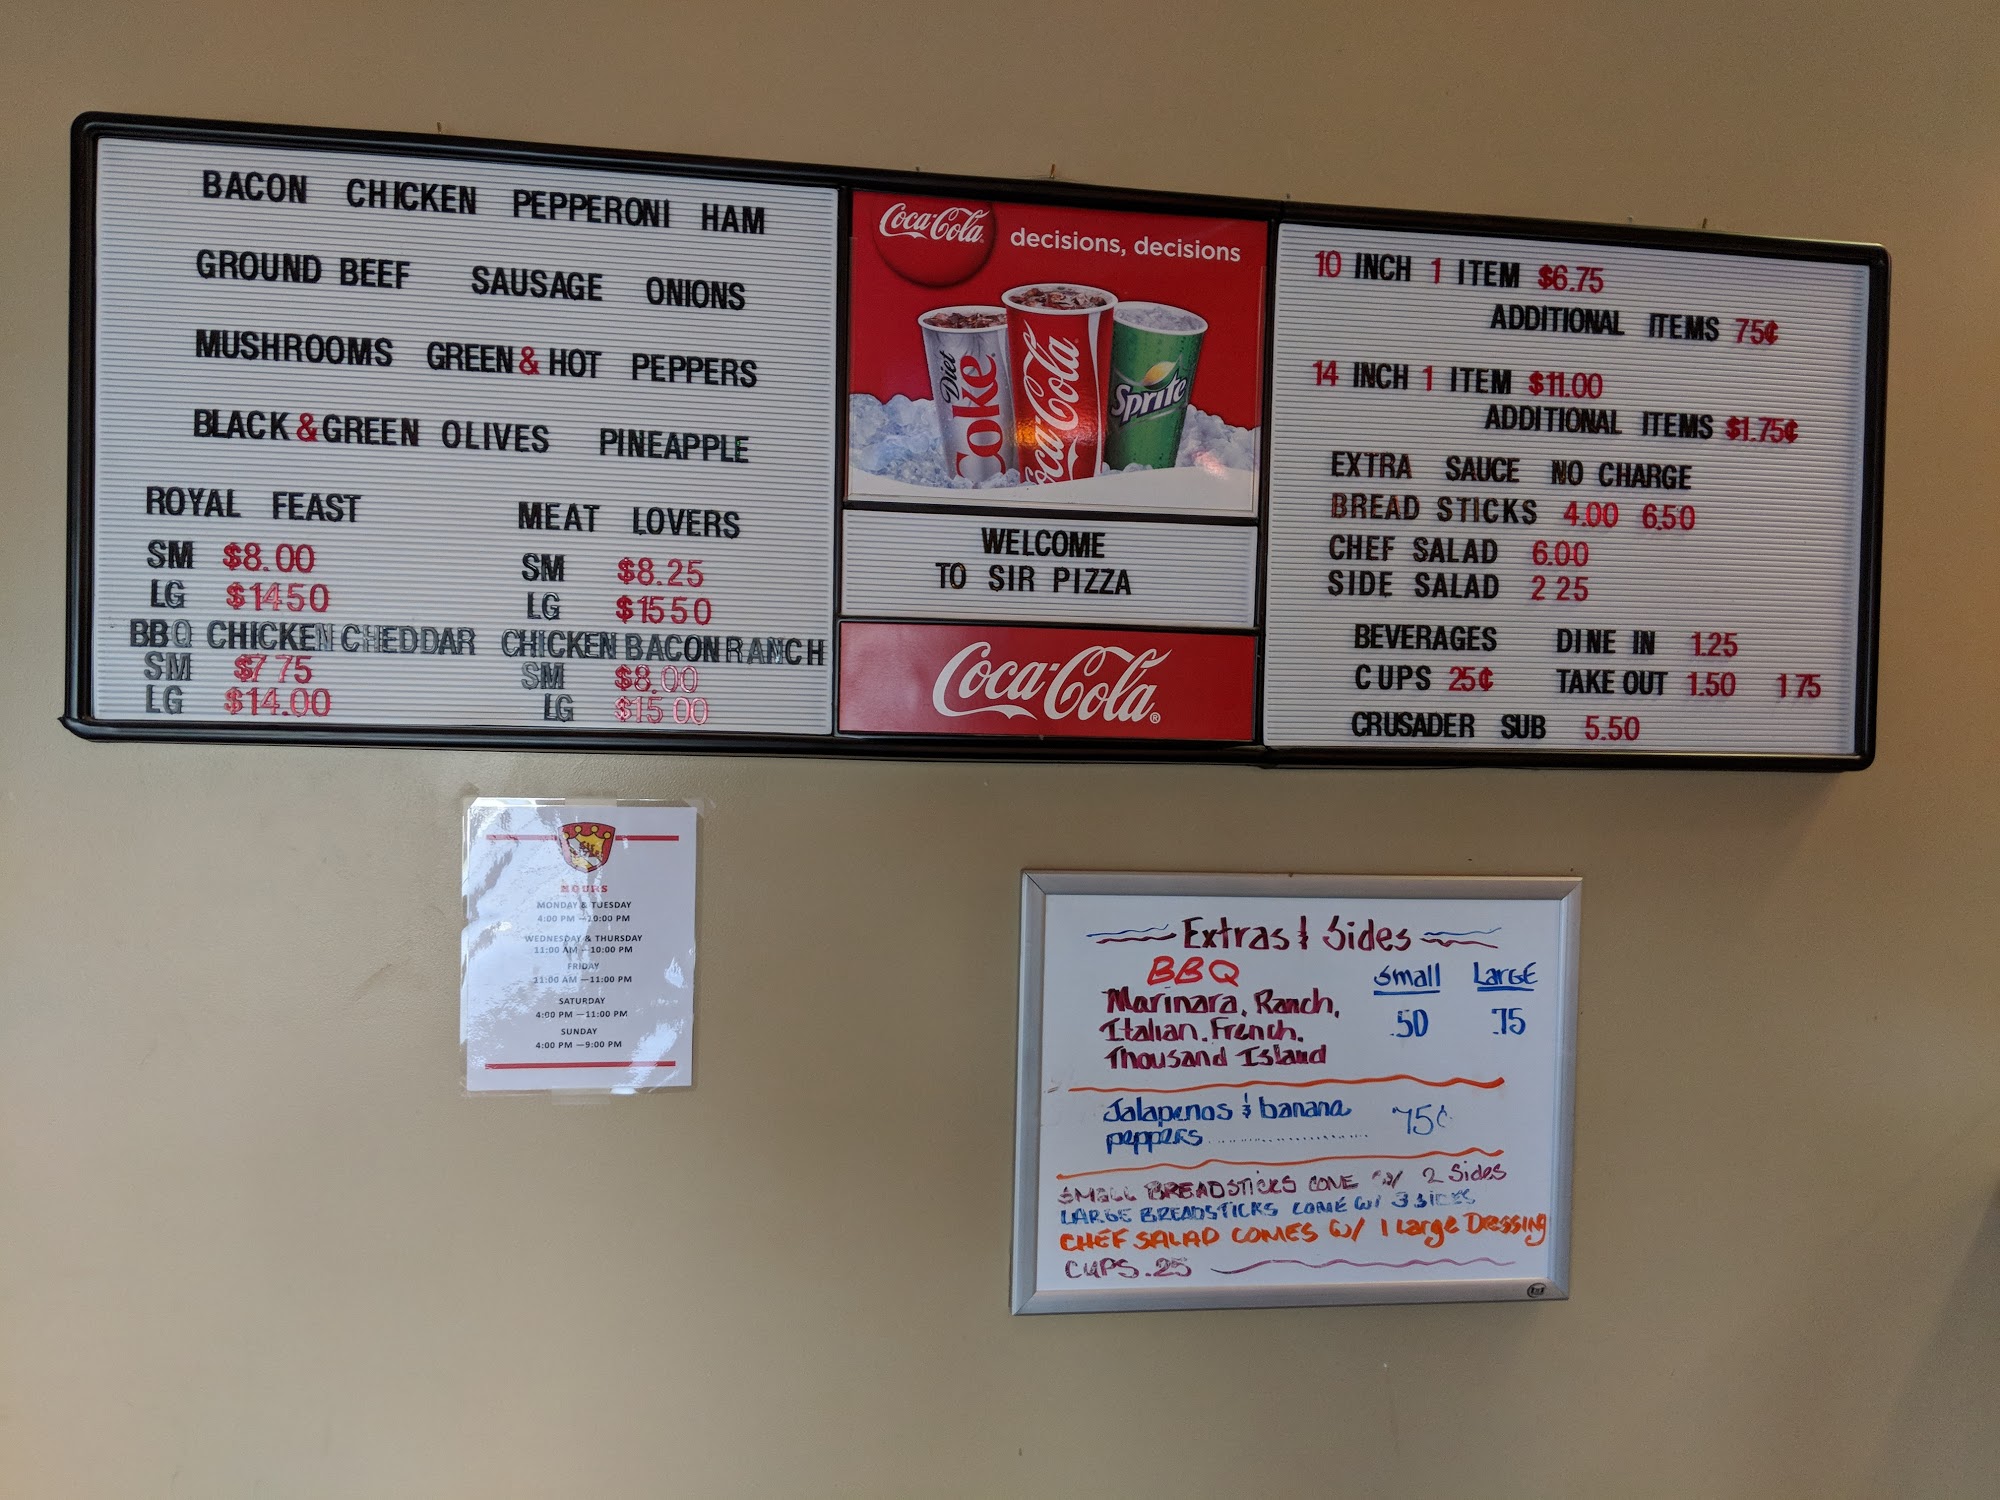 BACON CHICKEN PEPPERONI HAM
GROUND BEEF SAUSAGE ONIONS
MUSHROOMS GREEN & HOT PEPPERS
BLACK & GREEN OLIVES PINEAPPLE
ROYAL FEAST
SM $8.00
LG $1450
MEAT LOVERS
SM $8.25
LG $1550
BBQ CHICKEN CHEDDAR
SM $7 75
LG $14.00
CHICKEN BACON RANCH
SM $8.00
LG $15 00
Coca-Cola decisions, decisions
Diet Coke
Coca-Cola
Sprite
WELCOME
TO SIR PIZZA
Coca-Cola®
10 INCH 1 ITEM $6.75
ADDITIONAL ITEMS 75¢
14 INCH 1 ITEM $11.00
ADDITIONAL ITEMS $1.75¢
EXTRA SAUCE NO CHARGE
BREAD STICKS 4.00 6.50
CHEF SALAD 6.00
SIDE SALAD 2 25
BEVERAGES DINE IN 1.25
CUPS 25¢ TAKE OUT 1.50 1 75
CRUSADER SUB 5.50
HOURS
MONDAY & TUESDAY
4:00 PM —10:00 PM
WEDNESDAY & THURSDAY
11:00 AM —10:00 PM
FRIDAY
11:00 AM —11:00 PM
SATURDAY
4:00 PM —11:00 PM
SUNDAY
4:00 PM —9:00 PM
Extras & Sides
BBQ Small Large
Marinara, Ranch,
Italian, French, .50 .75
Thousand Island
Jalapenos & banana
peppers.................. 75¢
SMALL BREADSTICKS COME W/ 2 Sides
LARGE BREADSTICKS COME W/ 3 SIDES
CHEF SALAD COMES W/ 1 Large Dressing
CUPS .25